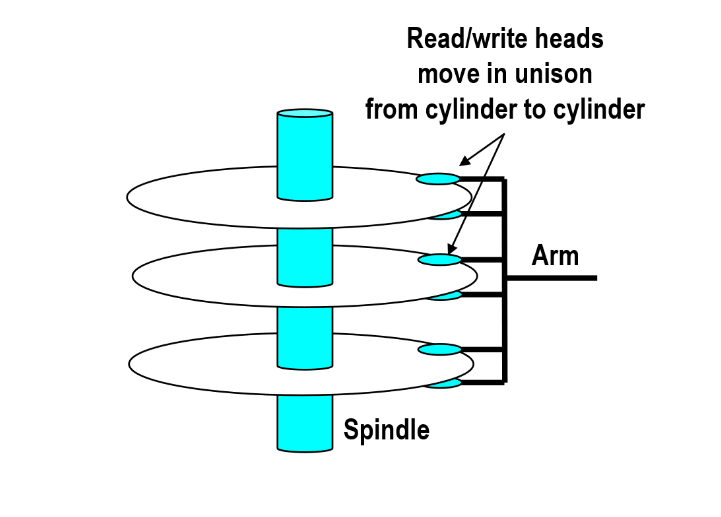 Read/write heads
move in unison
from cylinder to cylinder
Arm
Spindle